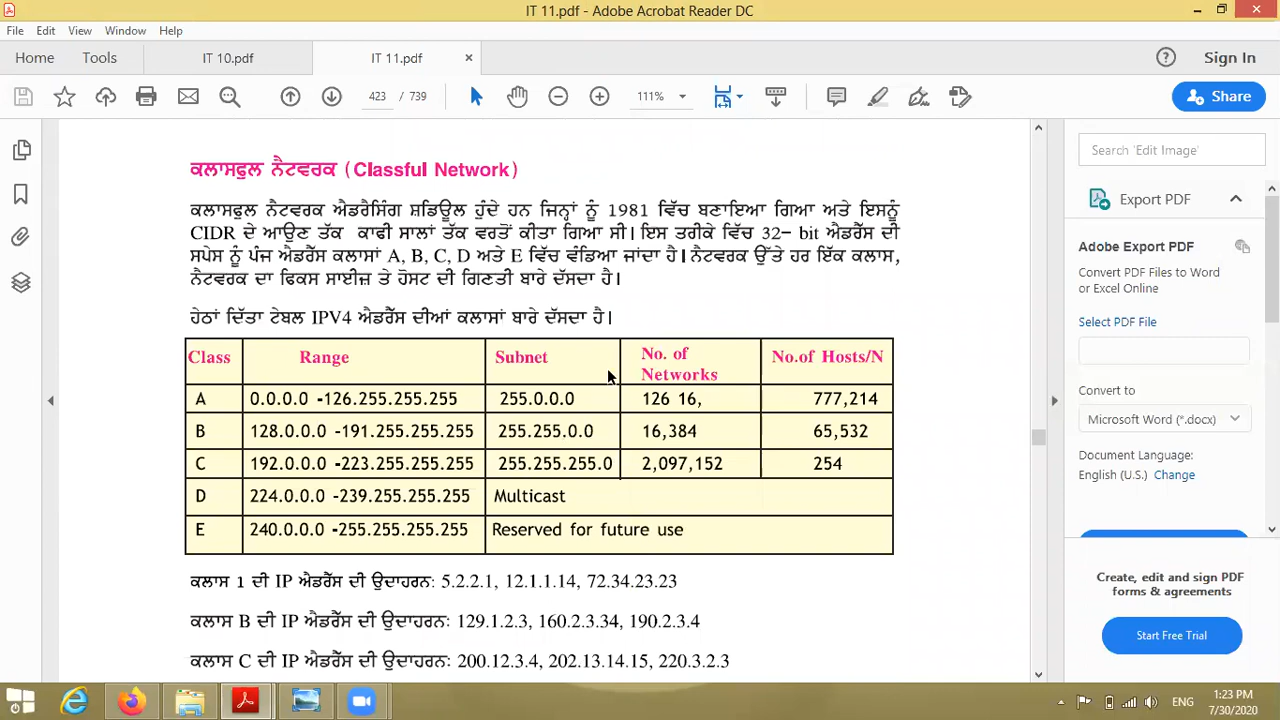 IT 11.pdf - Adobe Acrobat Reader DC
File Edit View Window Help
Home Tools IT 10.pdf IT 11.pdf × Sign In
423 / 739 111% Share
ਕਲਾਸਫੁਲ ਨੈਟਵਰਕ (Classful Network)
ਕਲਾਸਫੁਲ ਨੈਟਵਰਕ ਐਡਰੈਸਿੰਗ ਸ਼ਡਿਊਲ ਹੁੰਦੇ ਹਨ ਜਿਨ੍ਹਾਂ ਨੂੰ 1981 ਵਿੱਚ ਬਣਾਇਆ ਗਿਆ ਅਤੇ ਇਸਨੂੰ
CIDR ਦੇ ਆਉਣ ਤੱਕ ਕਾਫੀ ਸਾਲਾਂ ਤੱਕ ਵਰਤੋਂ ਕੀਤਾ ਗਿਆ ਸੀ। ਇਸ ਤਰੀਕੇ ਵਿੱਚ 32- bit ਐਡਰੈੱਸ ਦੀ
ਸਪੇਸ ਨੂੰ ਪੰਜ ਐਡਰੈੱਸ ਕਲਾਸਾਂ A, B, C, D ਅਤੇ E ਵਿੱਚ ਵੰਡਿਆ ਜਾਂਦਾ ਹੈ। ਨੈਟਵਰਕ ਉੱਤੇ ਹਰ ਇੱਕ ਕਲਾਸ,
ਨੈਟਵਰਕ ਦਾ ਫਿਕਸ ਸਾਈਜ਼ ਤੇ ਹੋਸਟ ਦੀ ਗਿਣਤੀ ਬਾਰੇ ਦੱਸਦਾ ਹੈ।
ਹੇਠਾਂ ਦਿੱਤਾ ਟੇਬਲ IPV4 ਐਡਰੈੱਸ ਦੀਆਂ ਕਲਾਸਾਂ ਬਾਰੇ ਦੱਸਦਾ ਹੈ।
Class Range Subnet No. of Networks No.of Hosts/N
A 0.0.0.0 -126.255.255.255 255.0.0.0 126 16, 777,214
B 128.0.0.0 -191.255.255.255 255.255.0.0 16,384 65,532
C 192.0.0.0 -223.255.255.255 255.255.255.0 2,097,152 254
D 224.0.0.0 -239.255.255.255 Multicast
E 240.0.0.0 -255.255.255.255 Reserved for future use
ਕਲਾਸ 1 ਦੀ IP ਐਡਰੈੱਸ ਦੀ ਉਦਾਹਰਨ: 5.2.2.1, 12.1.1.14, 72.34.23.23
ਕਲਾਸ B ਦੀ IP ਐਡਰੈੱਸ ਦੀ ਉਦਾਹਰਨ: 129.1.2.3, 160.2.3.34, 190.2.3.4
ਕਲਾਸ C ਦੀ IP ਐਡਰੈੱਸ ਦੀ ਉਦਾਹਰਨ: 200.12.3.4, 202.13.14.15, 220.3.2.3
Search 'Edit Image'
Export PDF
Adobe Export PDF
Convert PDF Files to Word
or Excel Online
Select PDF File
Convert to
Microsoft Word (*.docx)
Document Language:
English (U.S.) Change
Create, edit and sign PDF
forms & agreements
Start Free Trial
ENG
1:23 PM
7/30/2020